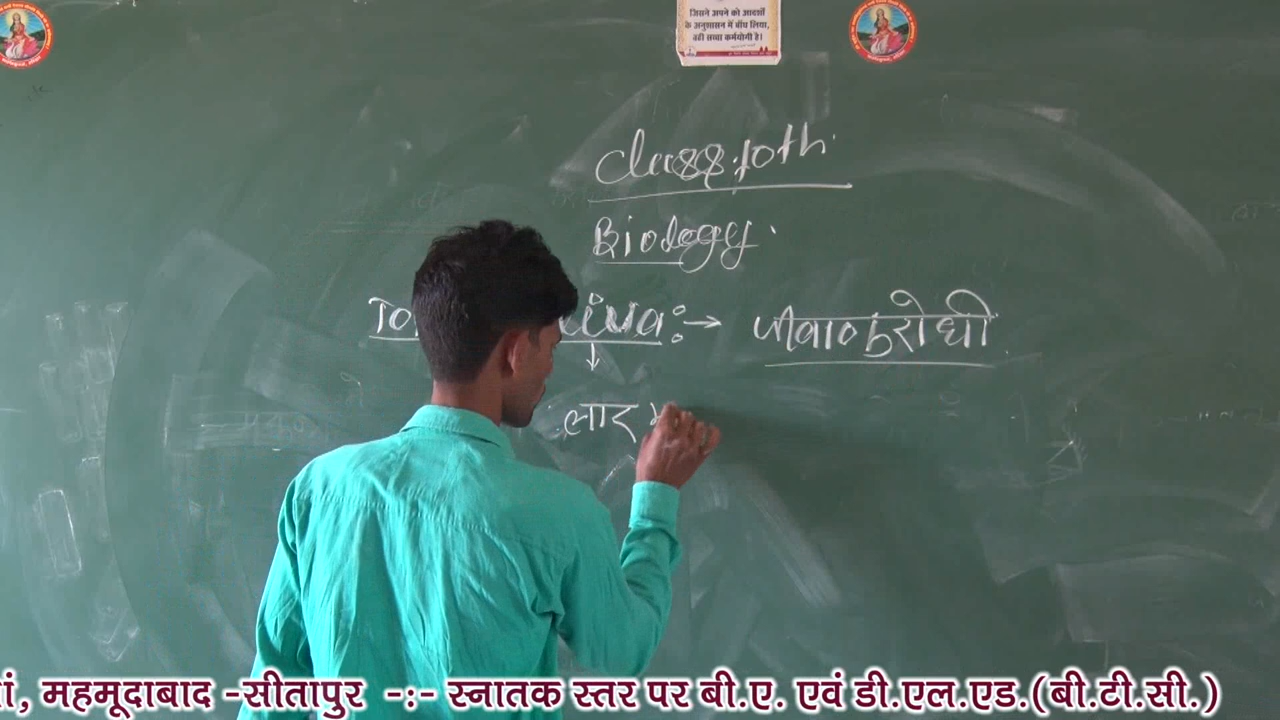 जिसने अपने को आदर्शों
के अनुशासन में बाँध लिया,
वही सच्चा कर्मयोगी है।
Class:10th.
Biology.
iva:→ जीवाणुरोधी
↓
लार
महमूदाबाद -सीतापुर -:- स्नातक स्तर पर बी.ए. एवं डी.एल.एड.(बी.टी.सी.)